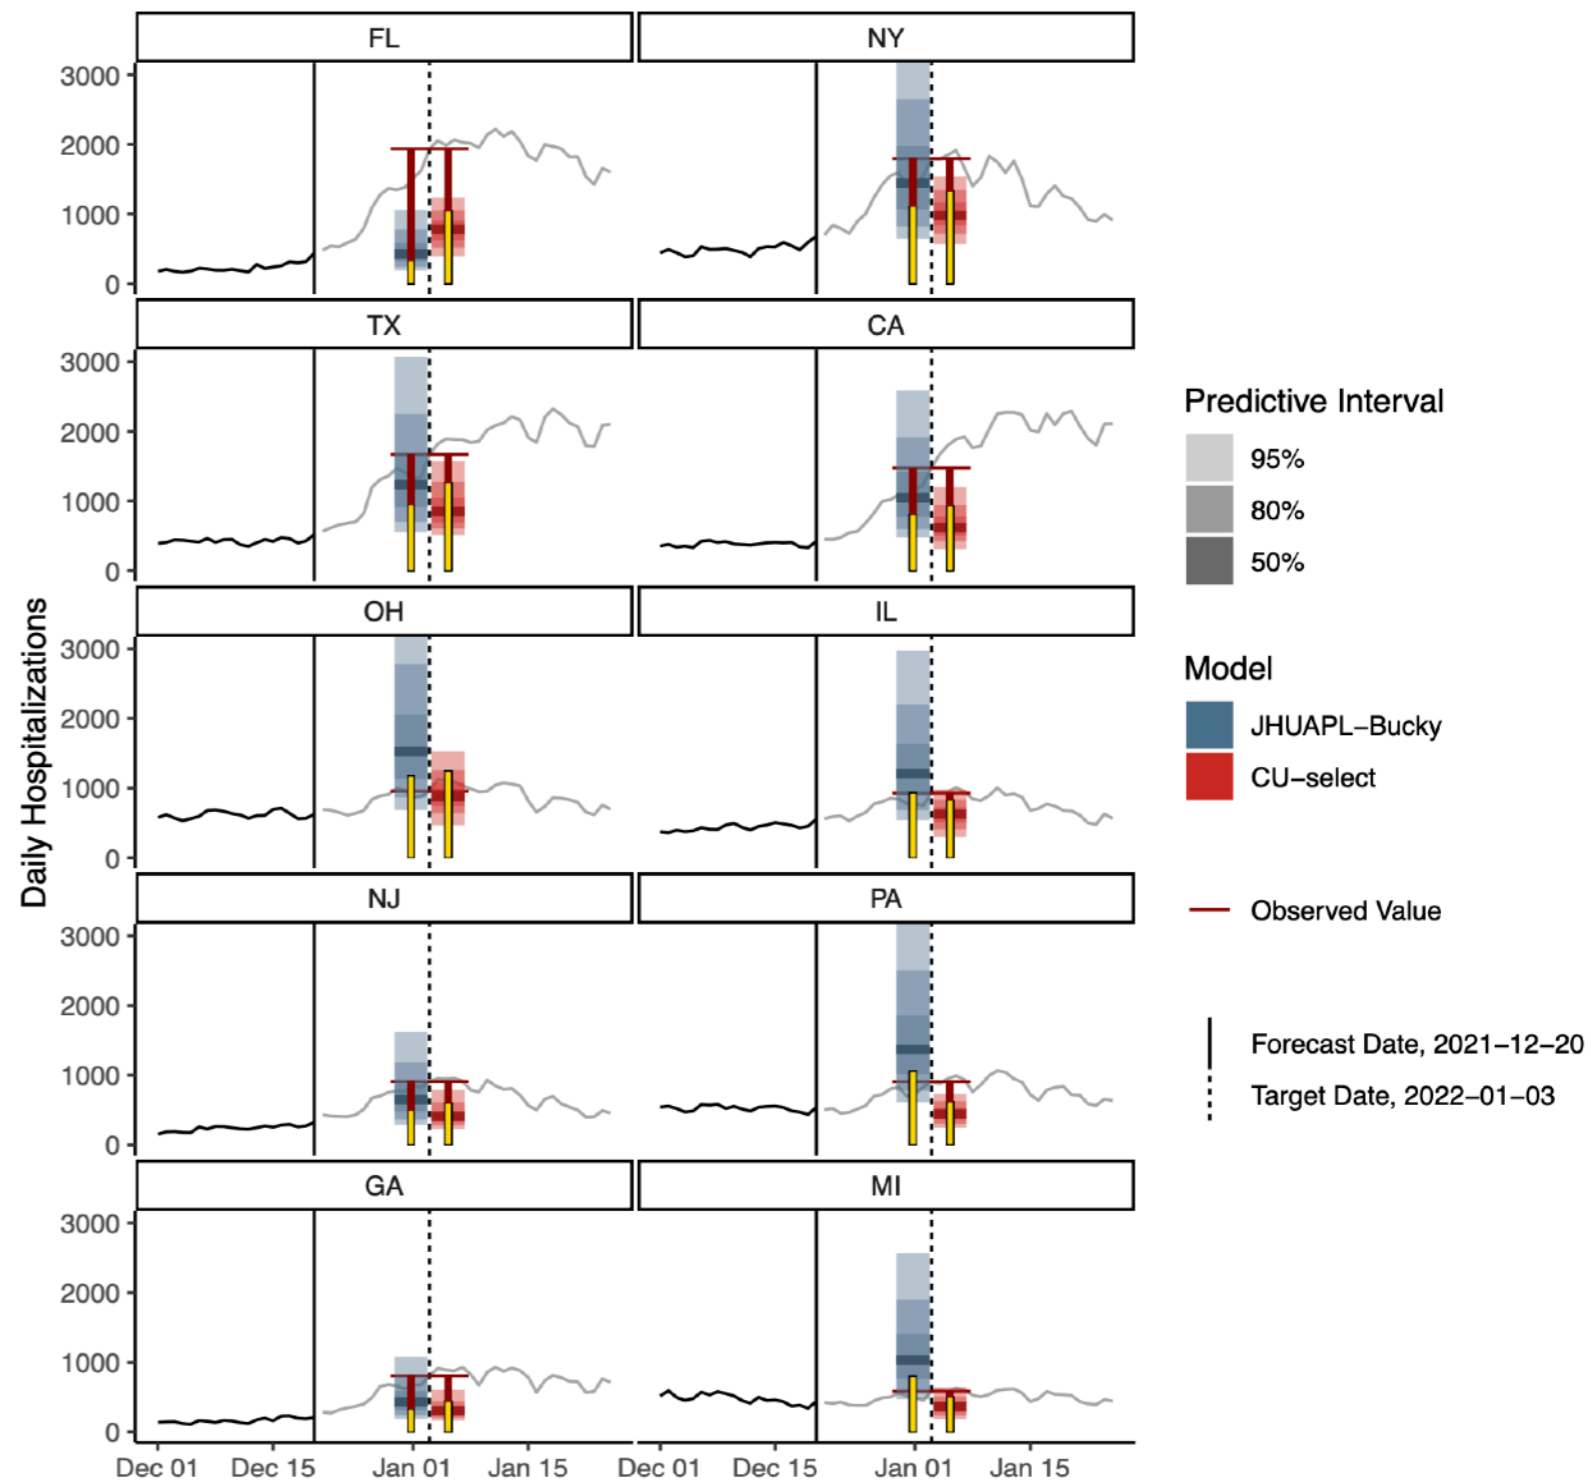 FL
NY
3000
2000
1000
0
TX
CA
3000
2000
1000
0
OH
IL
3000
2000
1000
0
NJ
PA
3000
2000
1000
0
GA
MI
3000
2000
1000
0
Dec 01 Dec 15 Jan 01 Jan 15
Dec 01 Dec 15 Jan 01 Jan 15
Daily Hospitalizations
Predictive Interval
95%
80%
50%
Model
JHUAPL−Bucky
CU−select
Observed Value
Forecast Date, 2021−12−20
Target Date, 2022−01−03